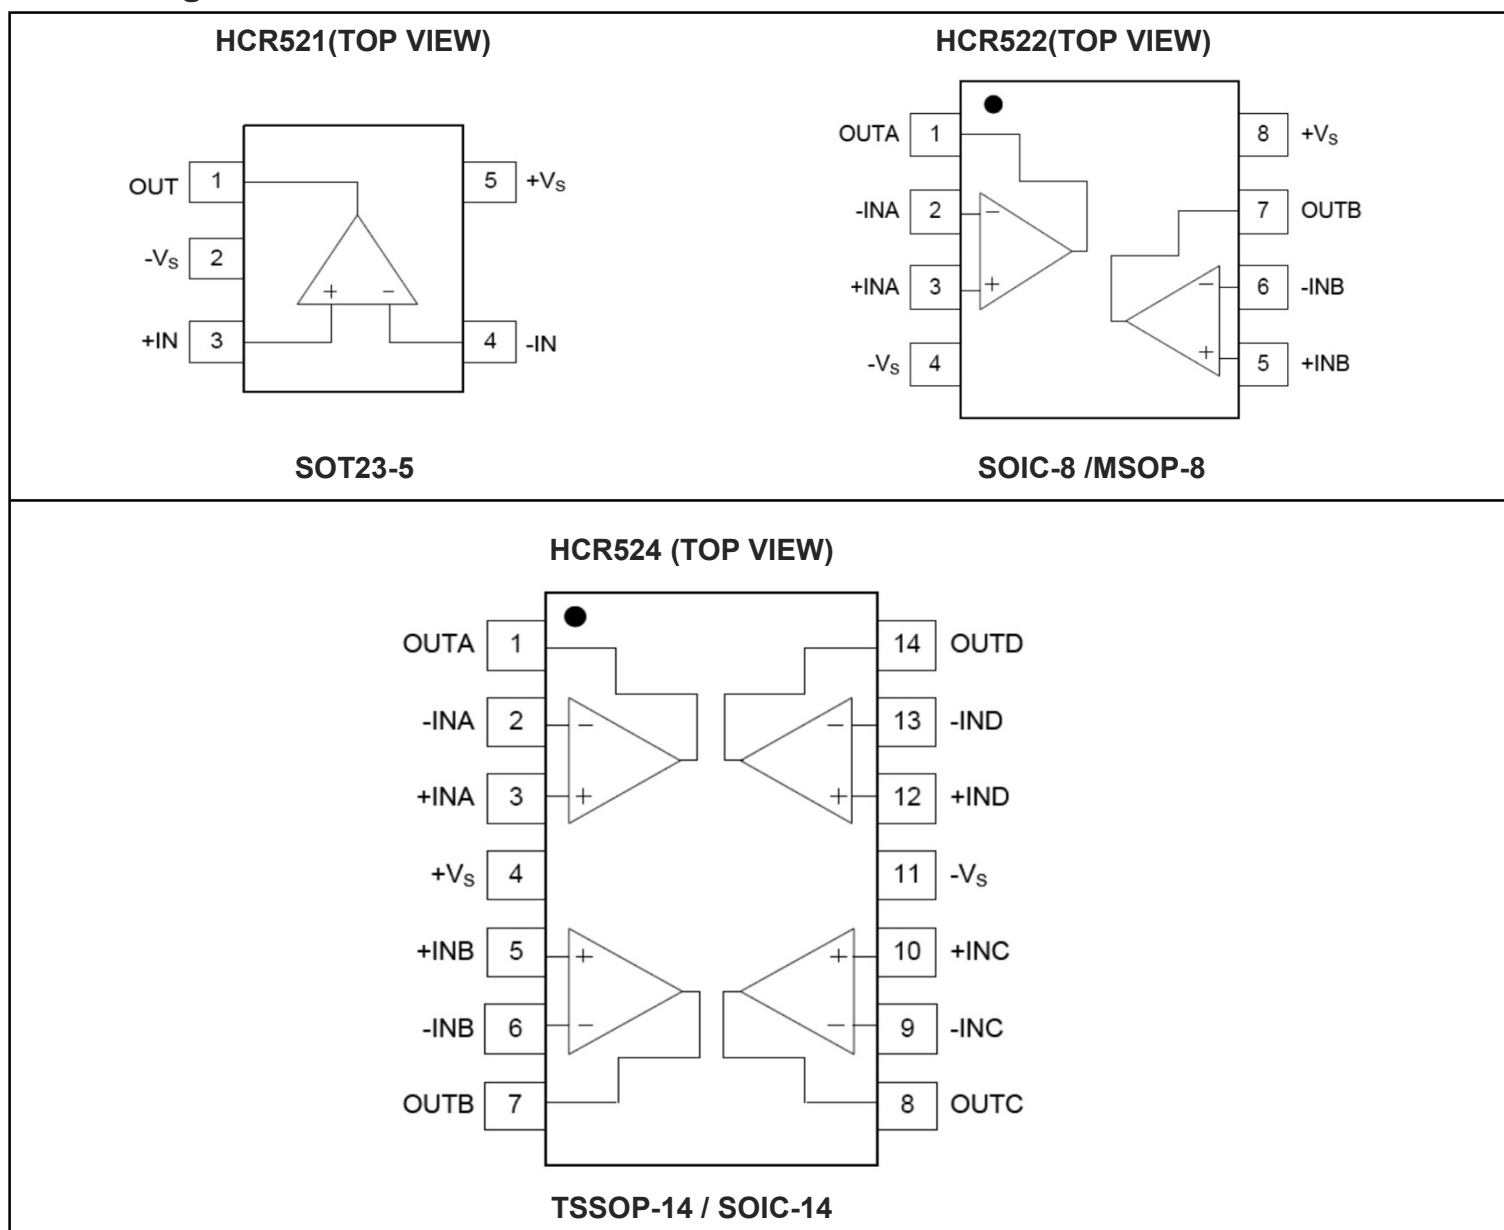 HCR521(TOP VIEW)
OUT 1
5 +VS
-VS 2
+ −
+IN 3
4 -IN
SOT23-5
HCR522(TOP VIEW)
OUTA 1
8 +VS
-INA 2 −
7 OUTB
+INA 3 +
− 6 -INB
-VS 4
+ 5 +INB
SOIC-8 /MSOP-8
HCR524 (TOP VIEW)
OUTA 1
14 OUTD
-INA 2 −
− 13 -IND
+INA 3 +
+ 12 +IND
+VS 4
11 -VS
+INB 5 +
+ 10 +INC
-INB 6 −
− 9 -INC
OUTB 7
8 OUTC
TSSOP-14 / SOIC-14